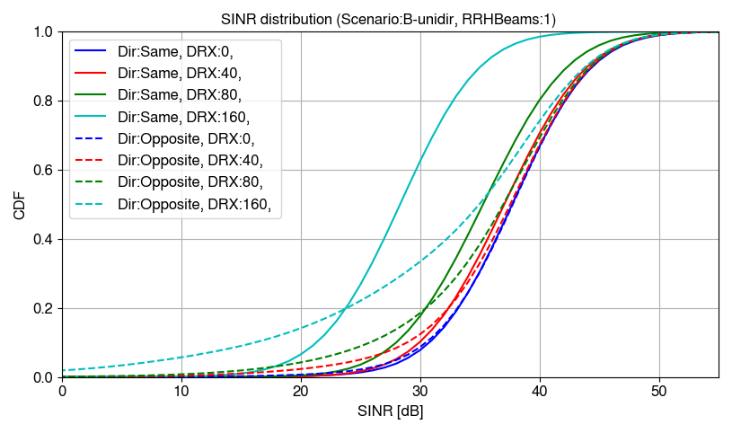 SINR distribution (Scenario:B-unidir, RRHBeams:1)
1.0
0.8
0.6
0.4
0.2
0.0
CDF
Dir:Same, DRX:0,
Dir:Same, DRX:40,
Dir:Same, DRX:80,
Dir:Same, DRX:160,
Dir:Opposite, DRX:0,
Dir:Opposite, DRX:40,
Dir:Opposite, DRX:80,
Dir:Opposite, DRX:160,
0 10 20 30 40 50
SINR [dB]